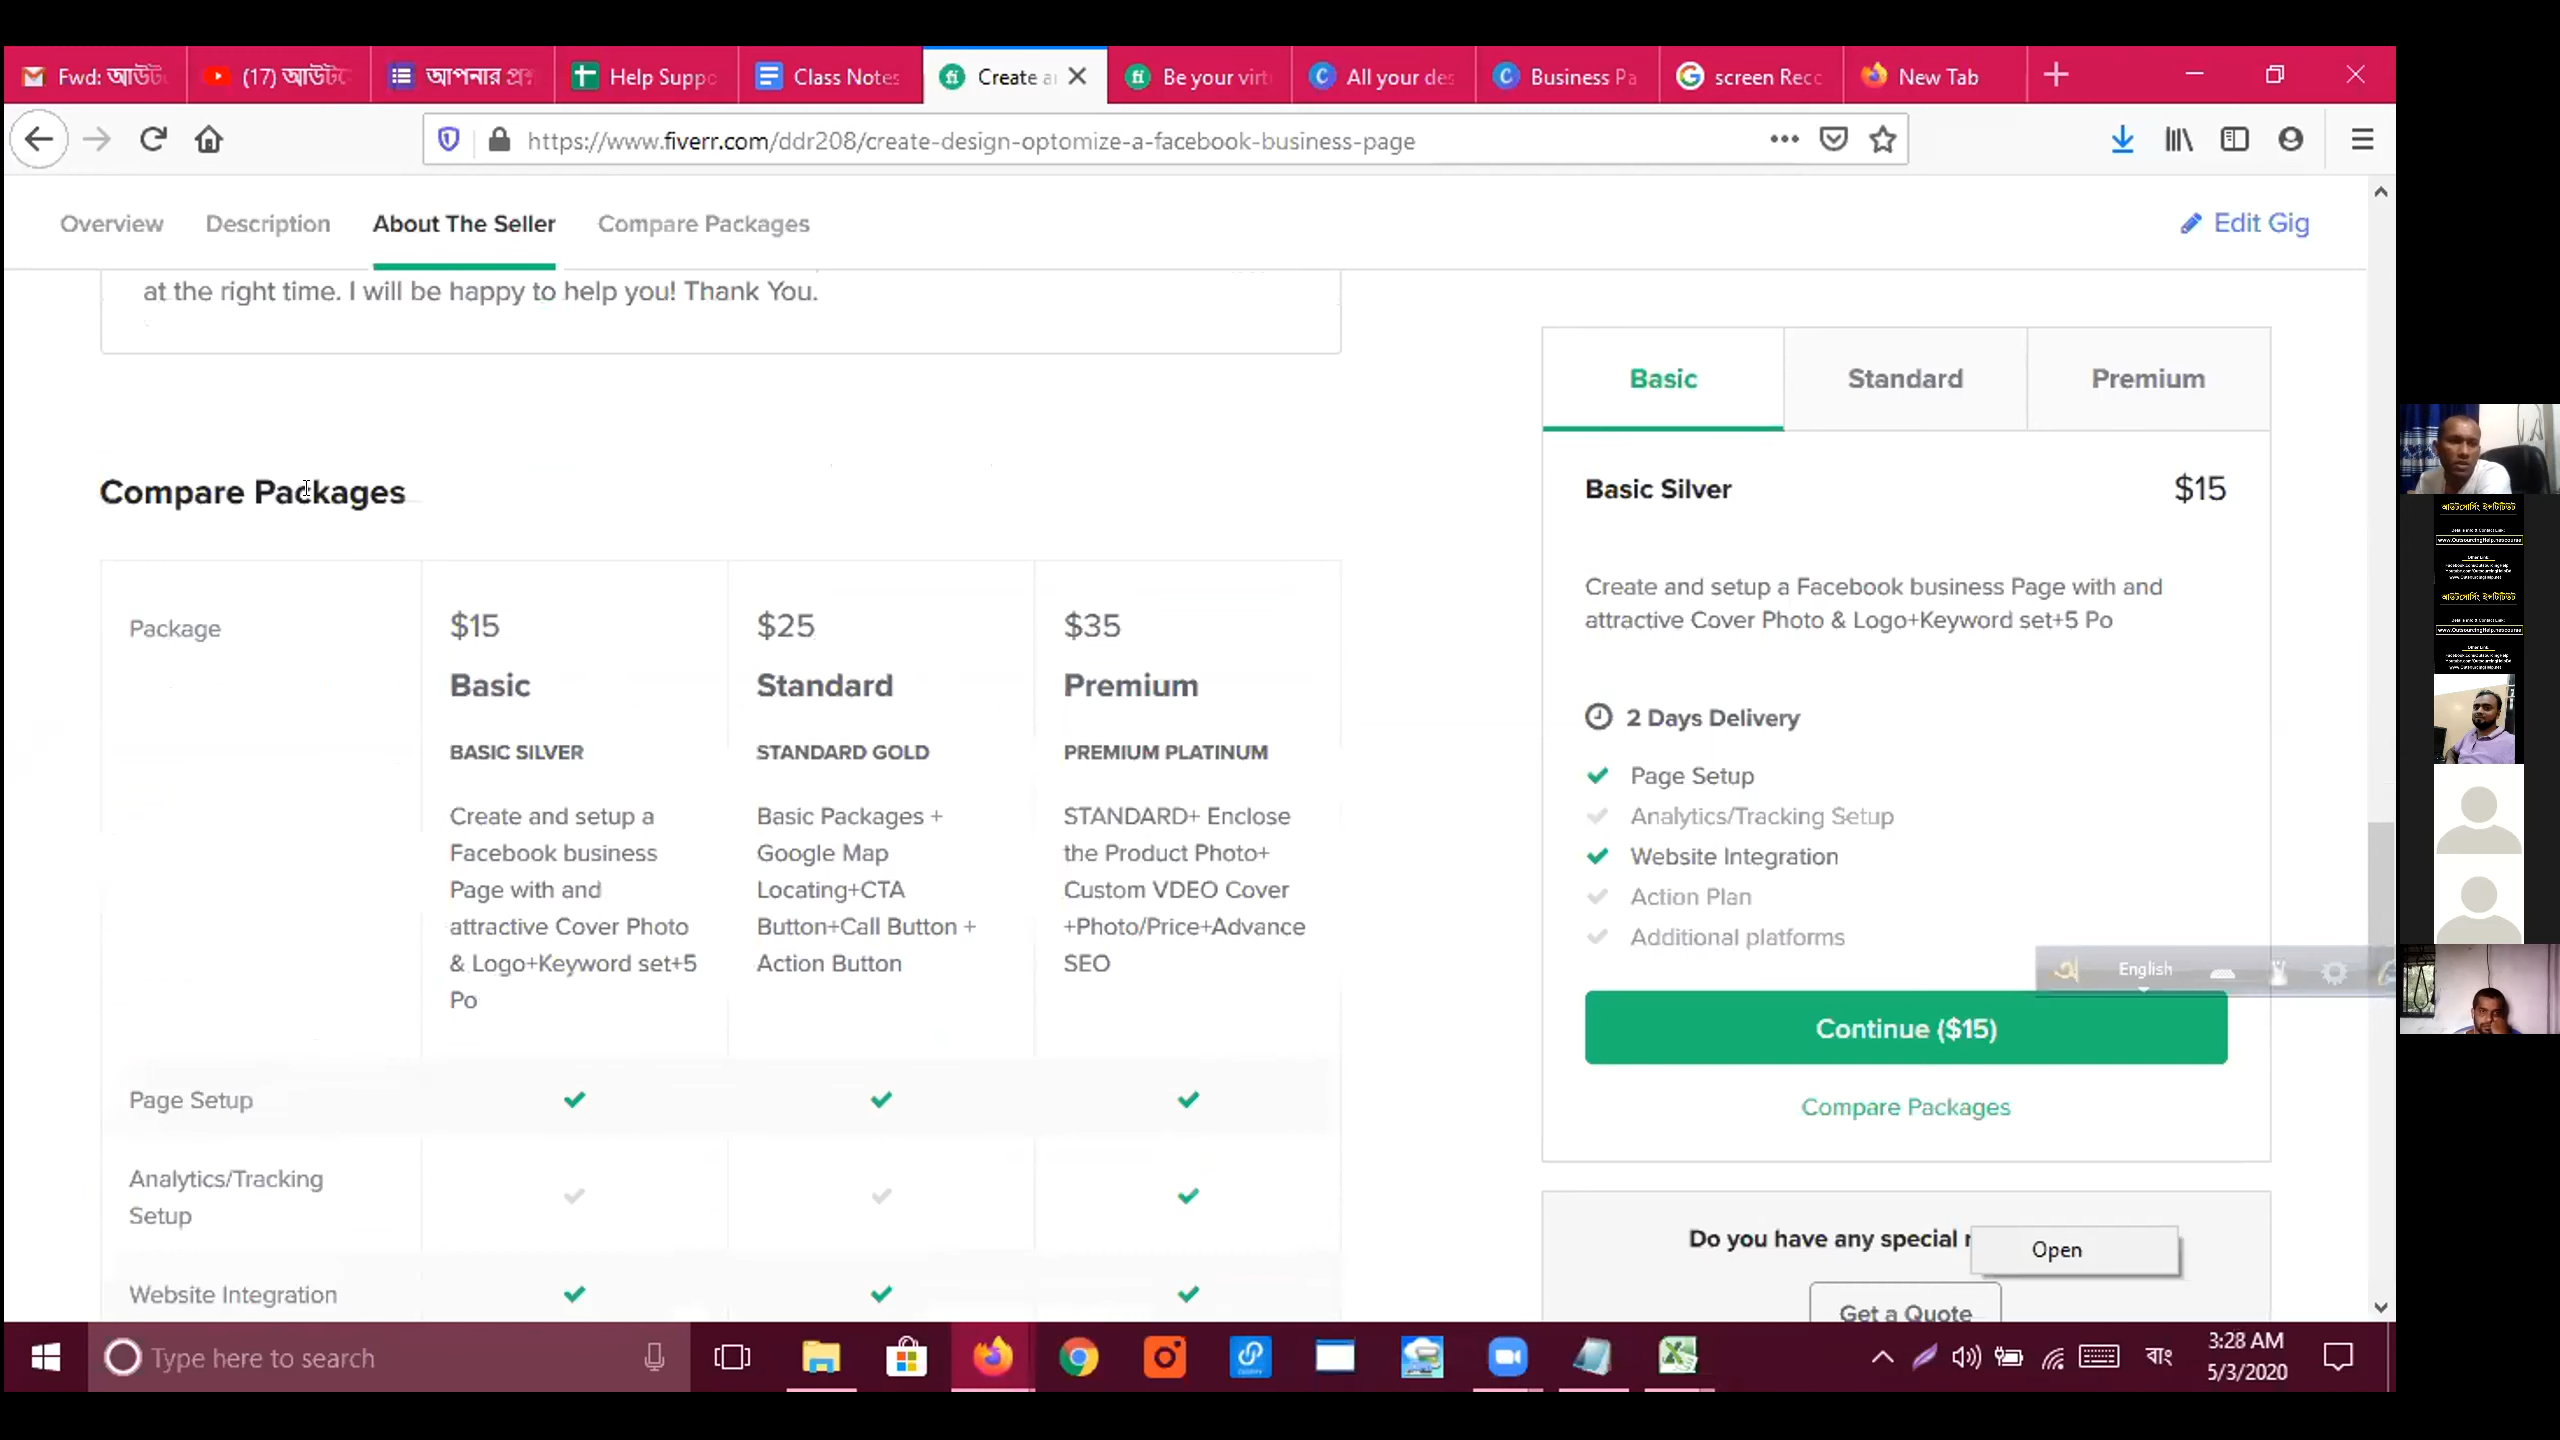 Fwd: আউট
(17) আউটে
আপনার প্রশ
Help Suppo
Class Notes
Create a
Be your virt
All your des
Business Pa
screen Reco
New Tab
https://www.fiverr.com/ddr208/create-design-optomize-a-facebook-business-page
Overview
Description
About The Seller
Compare Packages
Edit Gig
at the right time. I will be happy to help you! Thank You.
Compare Packages
Package
$15
$25
$35
Basic
Standard
Premium
BASIC SILVER
STANDARD GOLD
PREMIUM PLATINUM
Create and setup a
Facebook business
Page with and
attractive Cover Photo
& Logo+Keyword set+5
Po
Basic Packages +
Google Map
Locating+CTA
Button+Call Button +
Action Button
STANDARD+ Enclose
the Product Photo+
Custom VDEO Cover
+Photo/Price+Advance
SEO
Page Setup
Analytics/Tracking
Setup
Website Integration
Basic
Standard
Premium
Basic Silver
$15
Create and setup a Facebook business Page with and
attractive Cover Photo & Logo+Keyword set+5 Po
2 Days Delivery
Page Setup
Analytics/Tracking Setup
Website Integration
Action Plan
Additional platforms
অ English
Continue ($15)
Compare Packages
Do you have any special r
Open
Get a Quote
আউটসোর্সিং ইন্সটিটিউট
আউটসোর্সিং ইন্সটিটিউট
Type here to search
বাং
3:28 AM
5/3/2020